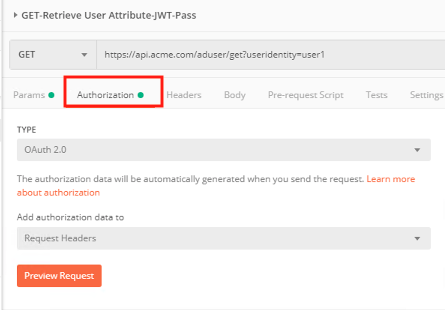 GET-Retrieve User Attribute-JWT-Pass
GET https://api.acme.com/aduser/get?useridentity=user1
Params Authorization Headers Body Pre-request Script Tests Settings
TYPE
OAuth 2.0
The authorization data will be automatically generated when you send the request. Learn more
about authorization
Add authorization data to
Request Headers
Preview Request